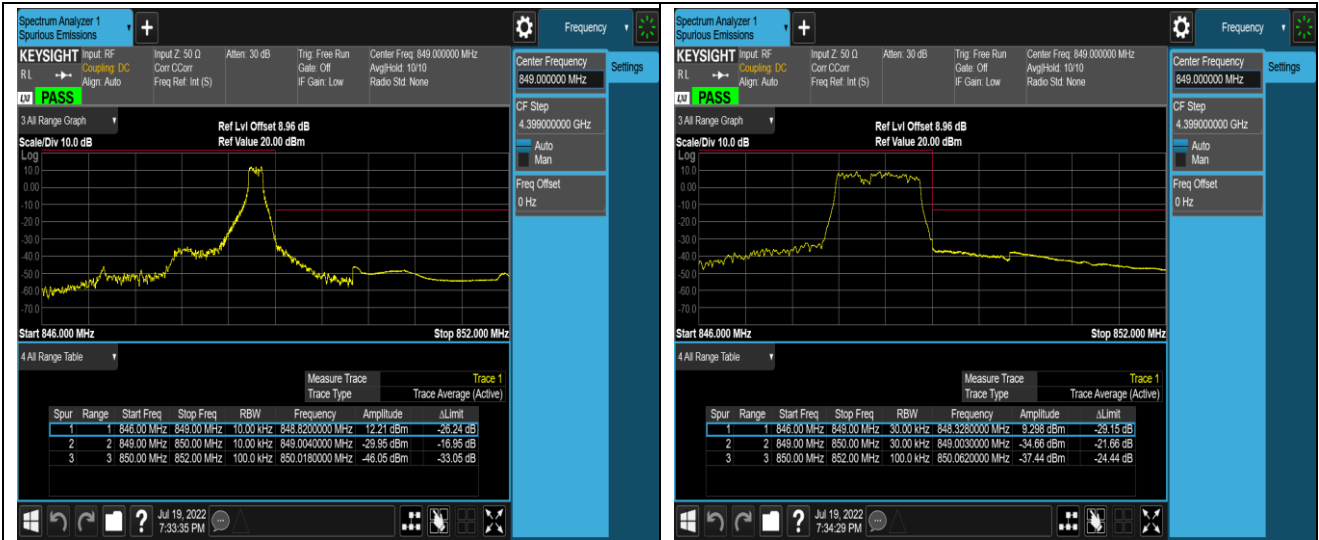 Spectrum Analyzer 1
Spurious Emissions
+
Frequency
KEYSIGHT Input: RF Input Z: 50 Ω Atten: 30 dB Trig: Free Run Center Freq: 849.000000 MHz
Coupling: DC Corr CCorr Gate: Off Avg|Hold: 10/10
R L Align: Auto Freq Ref: Int (S) IF Gain: Low Radio Std: None
LXI PASS
Center Frequency
849.000000 MHz
Settings
CF Step
4.399000000 GHz
Auto
Man
Freq Offset
0 Hz
3 All Range Graph
Ref Lvl Offset 8.96 dB
Scale/Div 10.0 dB Ref Value 20.00 dBm
Log
10.0
0.00
-10.0
-20.0
-30.0
-40.0
-50.0
-60.0
-70.0
Start 846.000 MHz Stop 852.000 MHz
4 All Range Table
Measure Trace Trace 1
Trace Type Trace Average (Active)
Spur Range Start Freq Stop Freq RBW Frequency Amplitude ΔLimit
1 1 846.00 MHz 849.00 MHz 10.00 kHz 848.8200000 MHz 12.21 dBm -26.24 dB
2 2 849.00 MHz 850.00 MHz 10.00 kHz 849.0040000 MHz -29.95 dBm -16.95 dB
3 3 850.00 MHz 852.00 MHz 100.0 kHz 850.0180000 MHz -46.05 dBm -33.05 dB
?
Jul 19, 2022
7:33:35 PM
Spectrum Analyzer 1
Spurious Emissions
+
Frequency
KEYSIGHT Input: RF Input Z: 50 Ω Atten: 30 dB Trig: Free Run Center Freq: 849.000000 MHz
Coupling: DC Corr CCorr Gate: Off Avg|Hold: 10/10
R L Align: Auto Freq Ref: Int (S) IF Gain: Low Radio Std: None
LXI PASS
Center Frequency
849.000000 MHz
Settings
CF Step
4.399000000 GHz
Auto
Man
Freq Offset
0 Hz
3 All Range Graph
Ref Lvl Offset 8.96 dB
Scale/Div 10.0 dB Ref Value 20.00 dBm
Log
10.0
0.00
-10.0
-20.0
-30.0
-40.0
-50.0
-60.0
-70.0
Start 846.000 MHz Stop 852.000 MHz
4 All Range Table
Measure Trace Trace 1
Trace Type Trace Average (Active)
Spur Range Start Freq Stop Freq RBW Frequency Amplitude ΔLimit
1 1 846.00 MHz 849.00 MHz 30.00 kHz 848.3280000 MHz 9.298 dBm -29.15 dB
2 2 849.00 MHz 850.00 MHz 30.00 kHz 849.0030000 MHz -34.66 dBm -21.66 dB
3 3 850.00 MHz 852.00 MHz 100.0 kHz 850.0620000 MHz -37.44 dBm -24.44 dB
?
Jul 19, 2022
7:34:29 PM